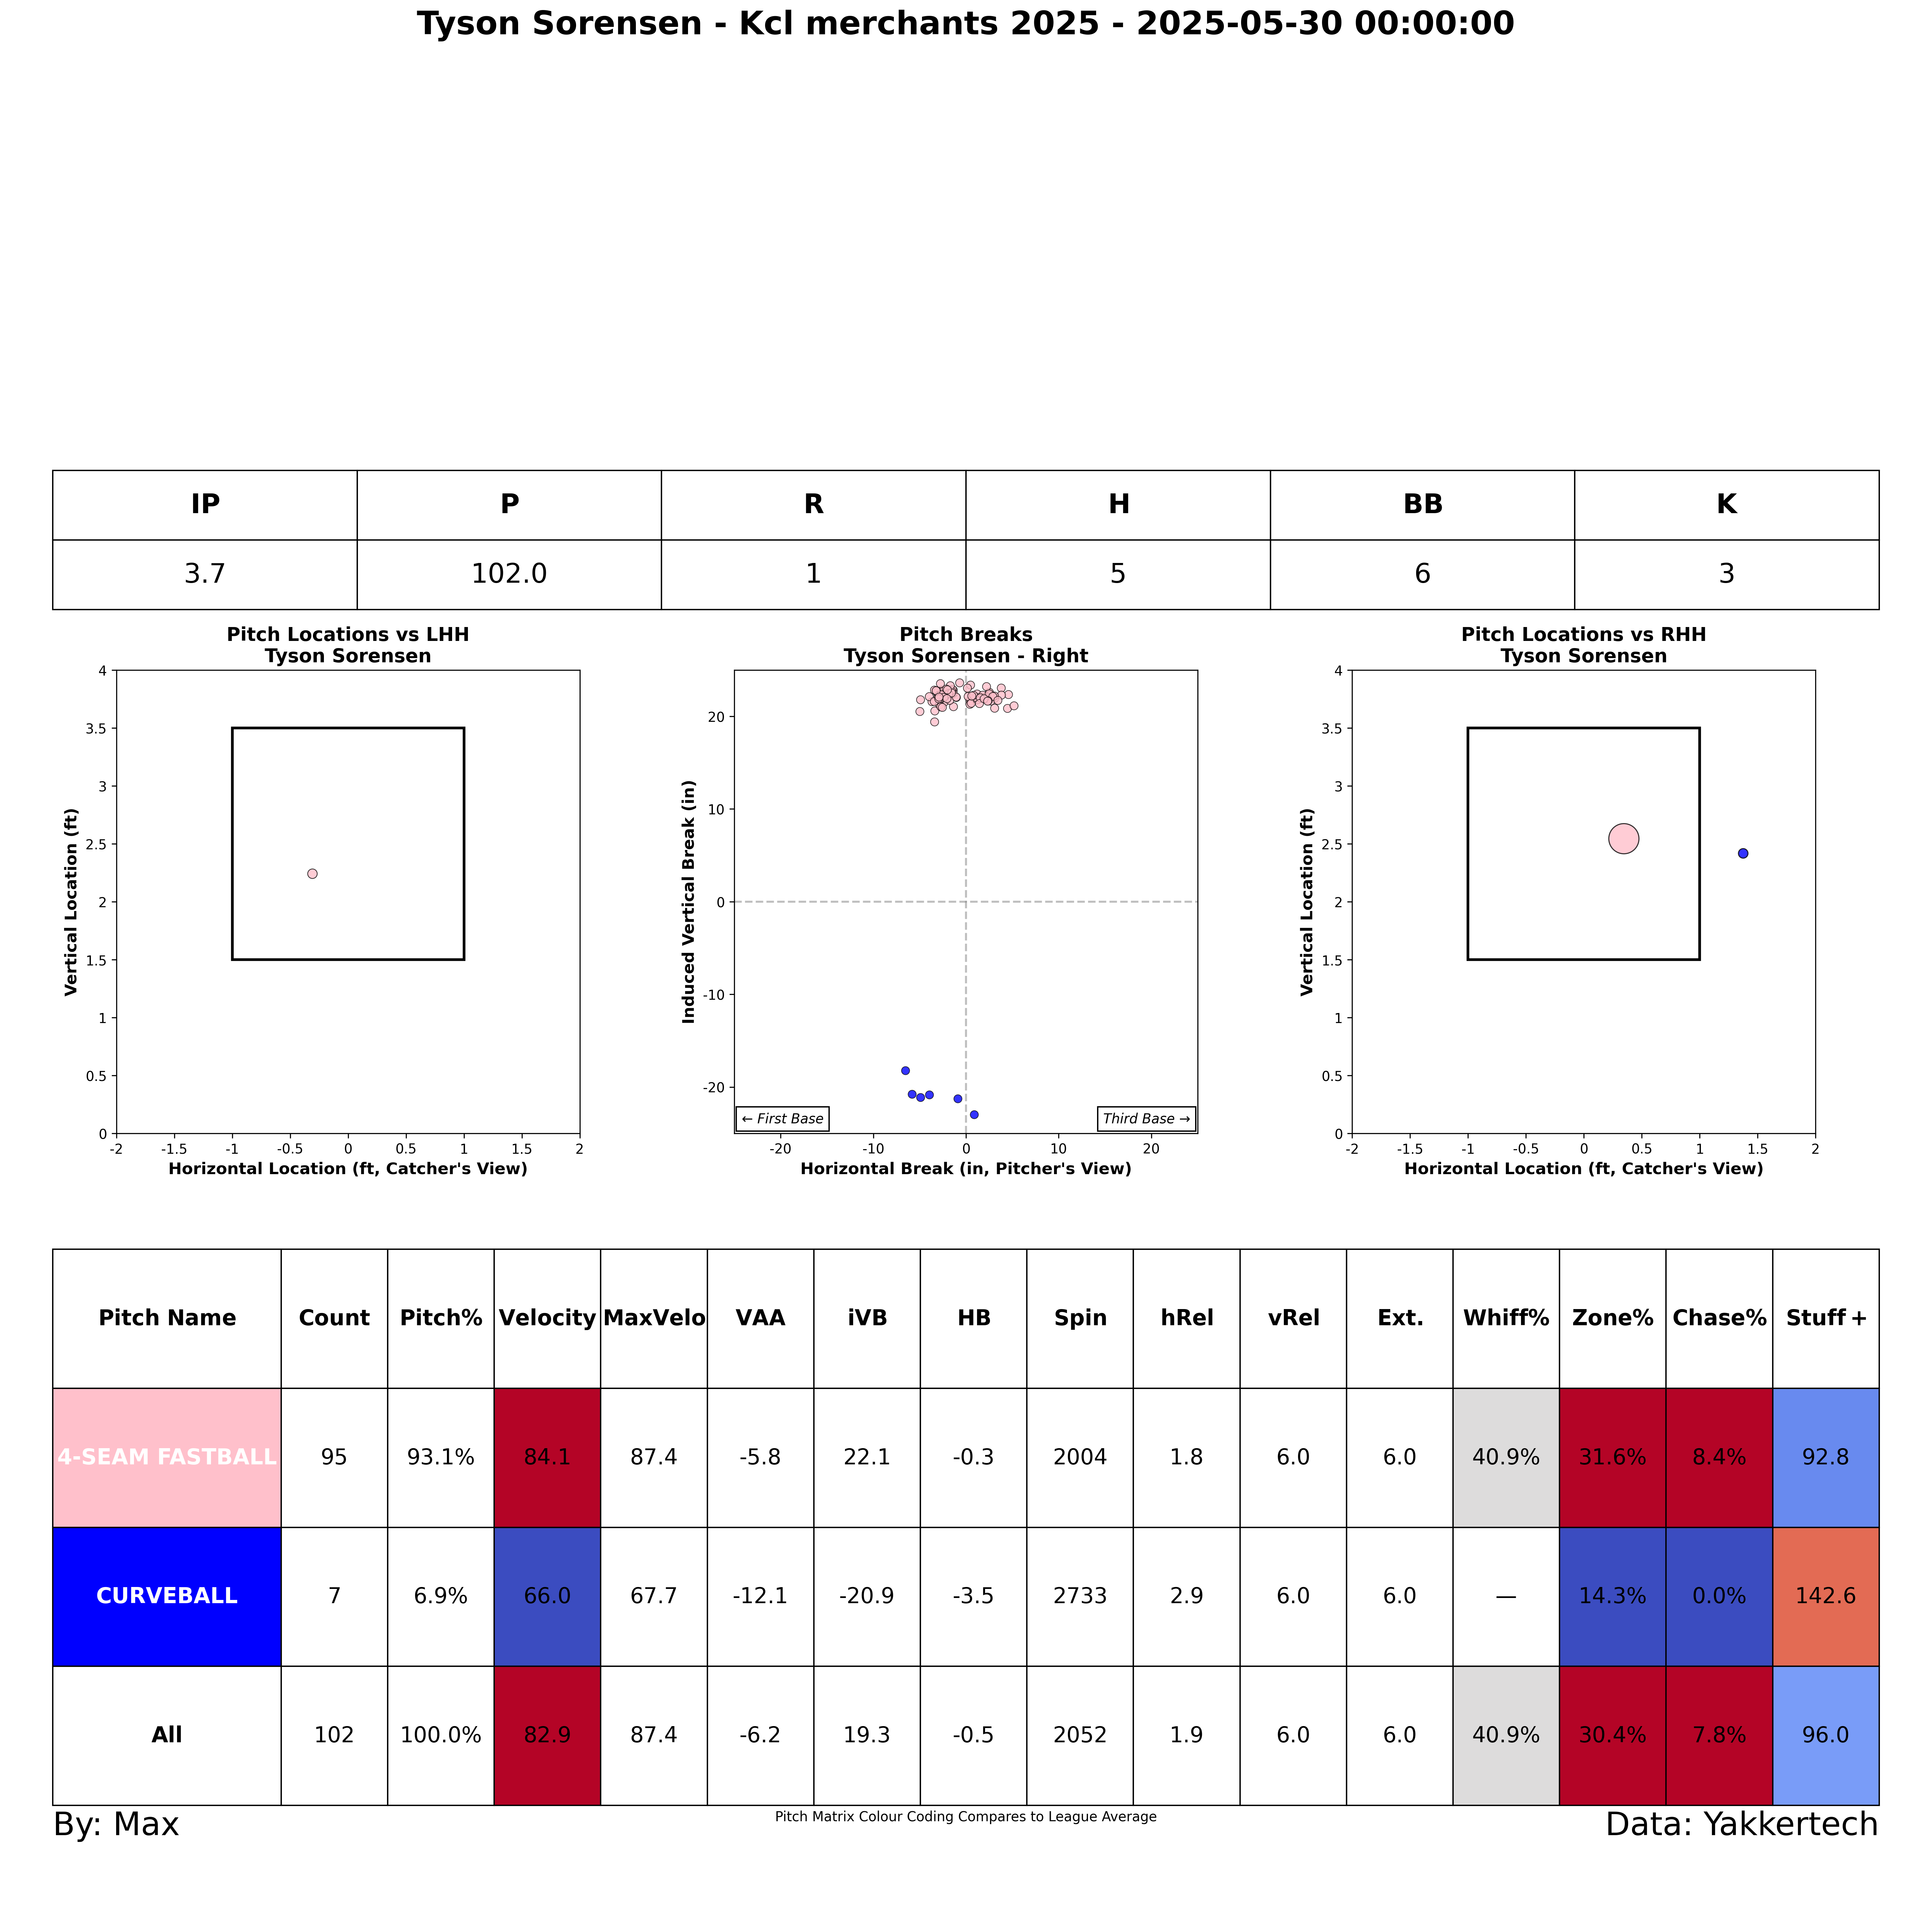 Tyson Sorensen - Kcl merchants 2025 - 2025-05-30 00:00:00
IP P R H BB K
3.7 102.0 1 5 6 3
Pitch Locations vs LHH
Tyson Sorensen
4
3.5
3
2.5
2
1.5
1
0.5
0
-2 -1.5 -1 -0.5 0 0.5 1 1.5 2
Vertical Location (ft)
Horizontal Location (ft, Catcher's View)
Pitch Breaks
Tyson Sorensen - Right
20
10
0
-10
-20
← First Base
Third Base →
-20 -10 0 10 20
Induced Vertical Break (in)
Horizontal Break (in, Pitcher's View)
Pitch Locations vs RHH
Tyson Sorensen
4
3.5
3
2.5
2
1.5
1
0.5
0
-2 -1.5 -1 -0.5 0 0.5 1 1.5 2
Vertical Location (ft)
Horizontal Location (ft, Catcher's View)
Pitch Name Count Pitch% Velocity MaxVelo VAA iVB HB Spin hRel vRel Ext. Whiff% Zone% Chase% Stuff+
4-SEAM FASTBALL 95 93.1% 84.1 87.4 -5.8 22.1 -0.3 2004 1.8 6.0 6.0 40.9% 31.6% 8.4% 92.8
CURVEBALL 7 6.9% 66.0 67.7 -12.1 -20.9 -3.5 2733 2.9 6.0 6.0 — 14.3% 0.0% 142.6
All 102 100.0% 82.9 87.4 -6.2 19.3 -0.5 2052 1.9 6.0 6.0 40.9% 30.4% 7.8% 96.0
By: Max
Pitch Matrix Colour Coding Compares to League Average
Data: Yakkertech